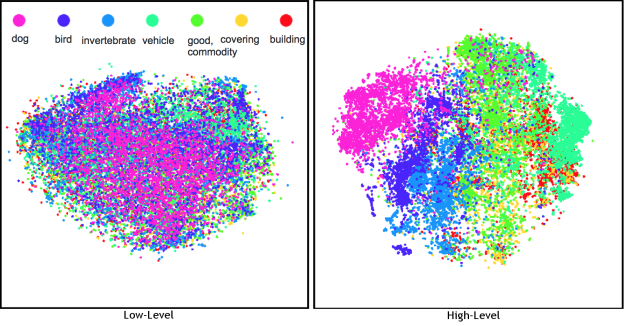 dog bird invertebrate vehicle good, covering building
commodity
Low-Level High-Level